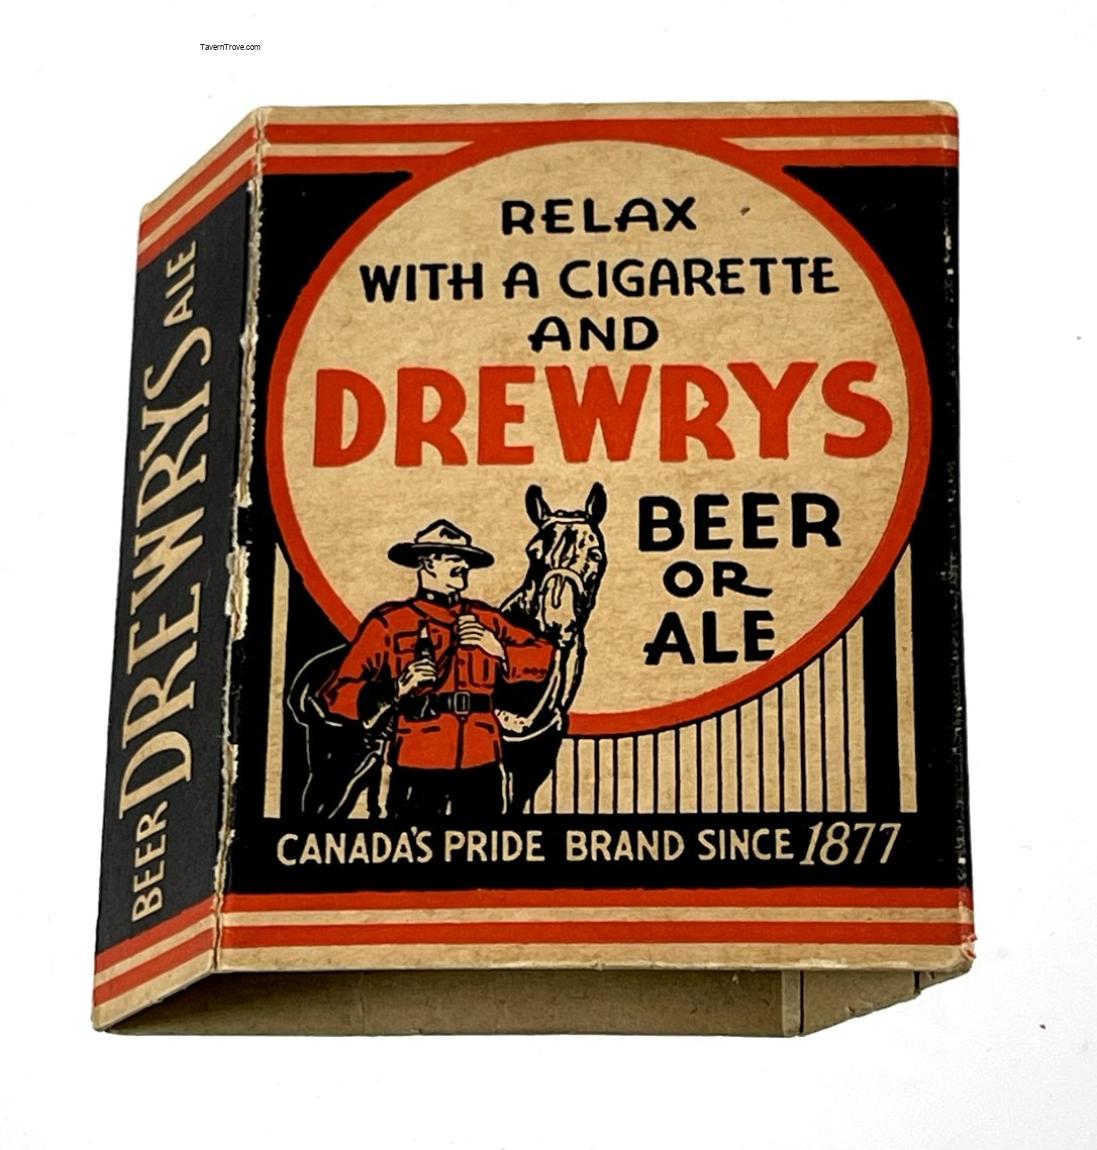 TavernTrove.com
RELAX
WITH A CIGARETTE
AND
DREWRYS
BEER
OR
ALE
CANADA'S PRIDE BRAND SINCE 1877
BEER DREWRYS ALE